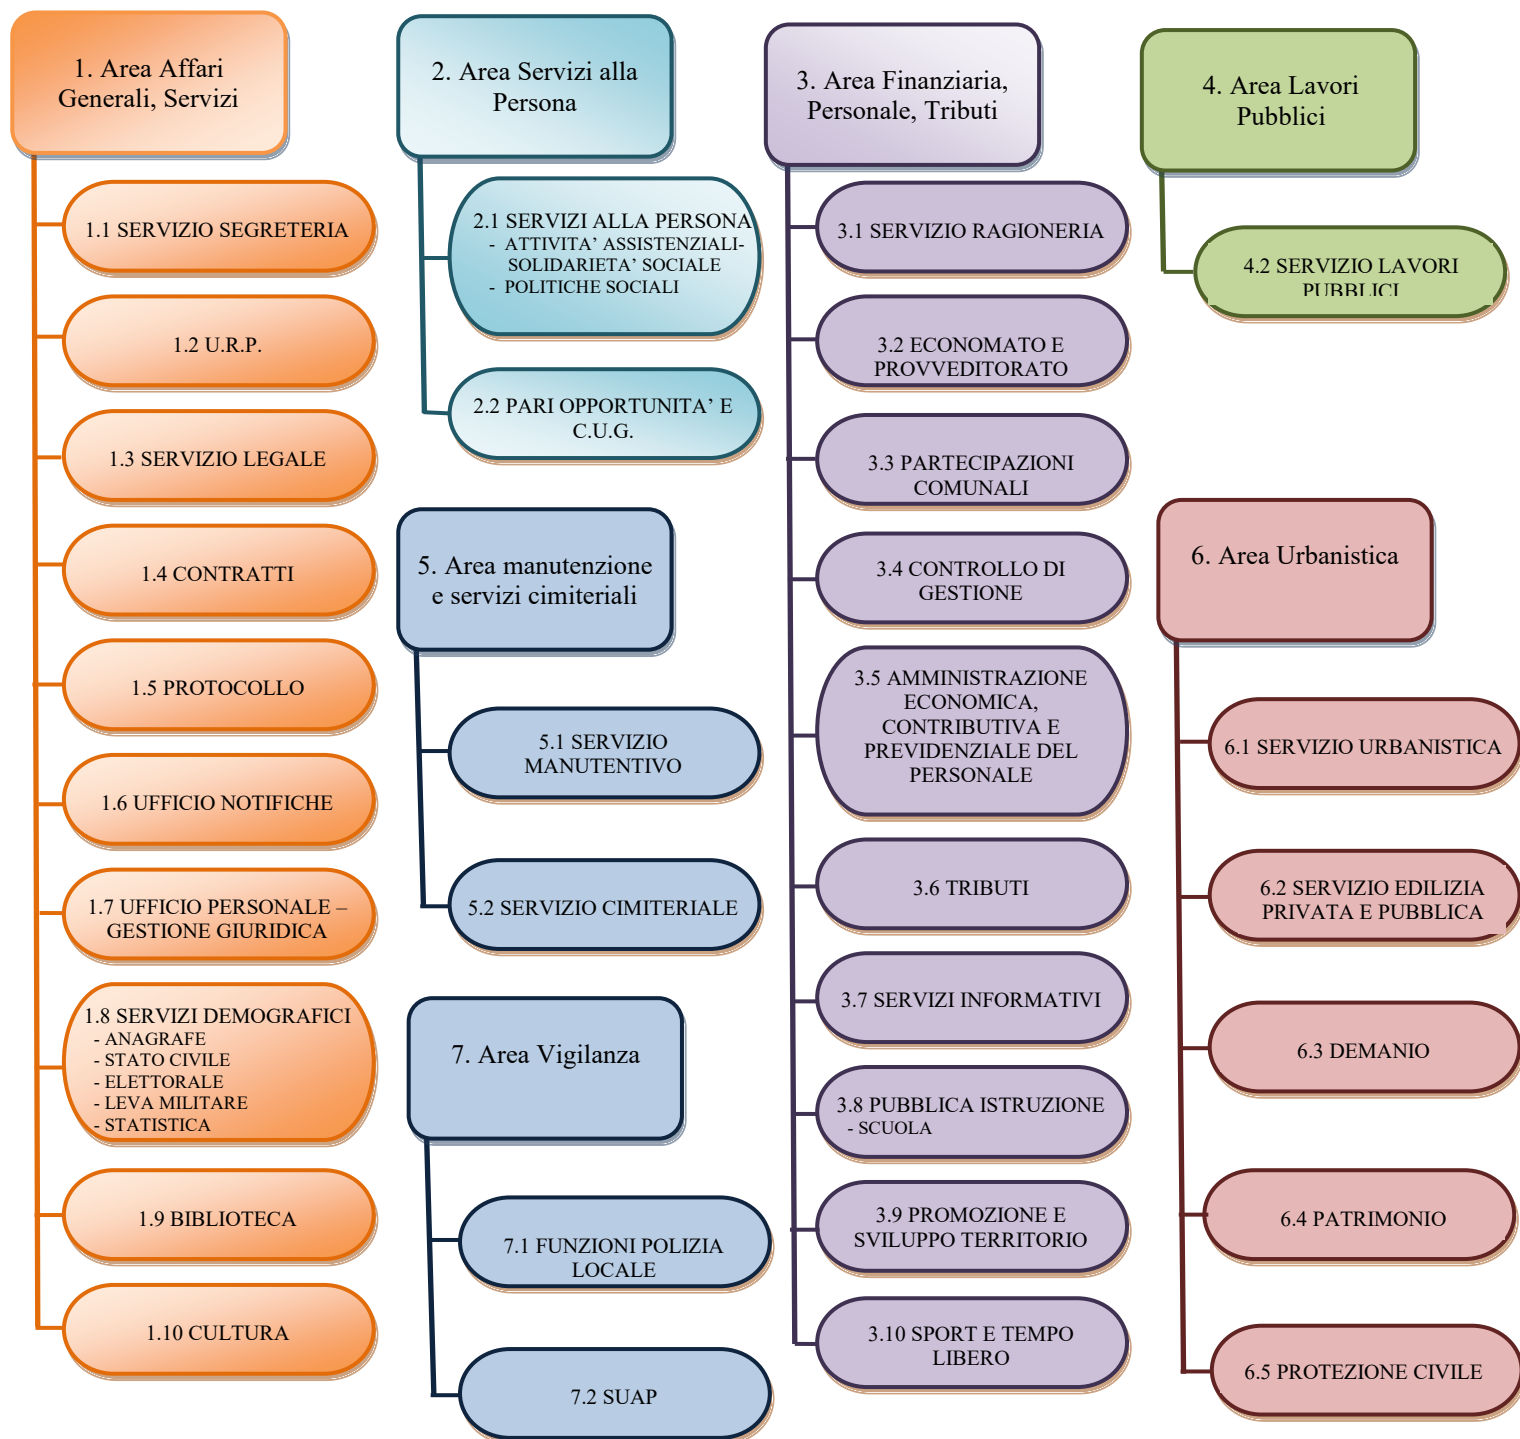 1. Area Affari
Generali, Servizi
1.1 SERVIZIO SEGRETERIA
1.2 U.R.P.
1.3 SERVIZIO LEGALE
1.4 CONTRATTI
1.5 PROTOCOLLO
1.6 UFFICIO NOTIFICHE
1.7 UFFICIO PERSONALE –
GESTIONE GIURIDICA
1.8 SERVIZI DEMOGRAFICI
- ANAGRAFE
- STATO CIVILE
- ELETTORALE
- LEVA MILITARE
- STATISTICA
1.9 BIBLIOTECA
1.10 CULTURA
2. Area Servizi alla
Persona
2.1 SERVIZI ALLA PERSONA
- ATTIVITA’ ASSISTENZIALI-
SOLIDARIETA’ SOCIALE
- POLITICHE SOCIALI
2.2 PARI OPPORTUNITA’ E
C.U.G.
3. Area Finanziaria,
Personale, Tributi
3.1 SERVIZIO RAGIONERIA
3.2 ECONOMATO E
PROVVEDITORATO
3.3 PARTECIPAZIONI
COMUNALI
3.4 CONTROLLO DI
GESTIONE
3.5 AMMINISTRAZIONE
ECONOMICA,
CONTRIBUTIVA E
PREVIDENZIALE DEL
PERSONALE
3.6 TRIBUTI
3.7 SERVIZI INFORMATIVI
3.8 PUBBLICA ISTRUZIONE
- SCUOLA
3.9 PROMOZIONE E
SVILUPPO TERRITORIO
3.10 SPORT E TEMPO
LIBERO
4. Area Lavori
Pubblici
4.2 SERVIZIO LAVORI
PUBBLICI
5. Area manutenzione
e servizi cimiteriali
5.1 SERVIZIO
MANUTENTIVO
5.2 SERVIZIO CIMITERIALE
6. Area Urbanistica
6.1 SERVIZIO URBANISTICA
6.2 SERVIZIO EDILIZIA
PRIVATA E PUBBLICA
6.3 DEMANIO
6.4 PATRIMONIO
6.5 PROTEZIONE CIVILE
7. Area Vigilanza
7.1 FUNZIONI POLIZIA
LOCALE
7.2 SUAP